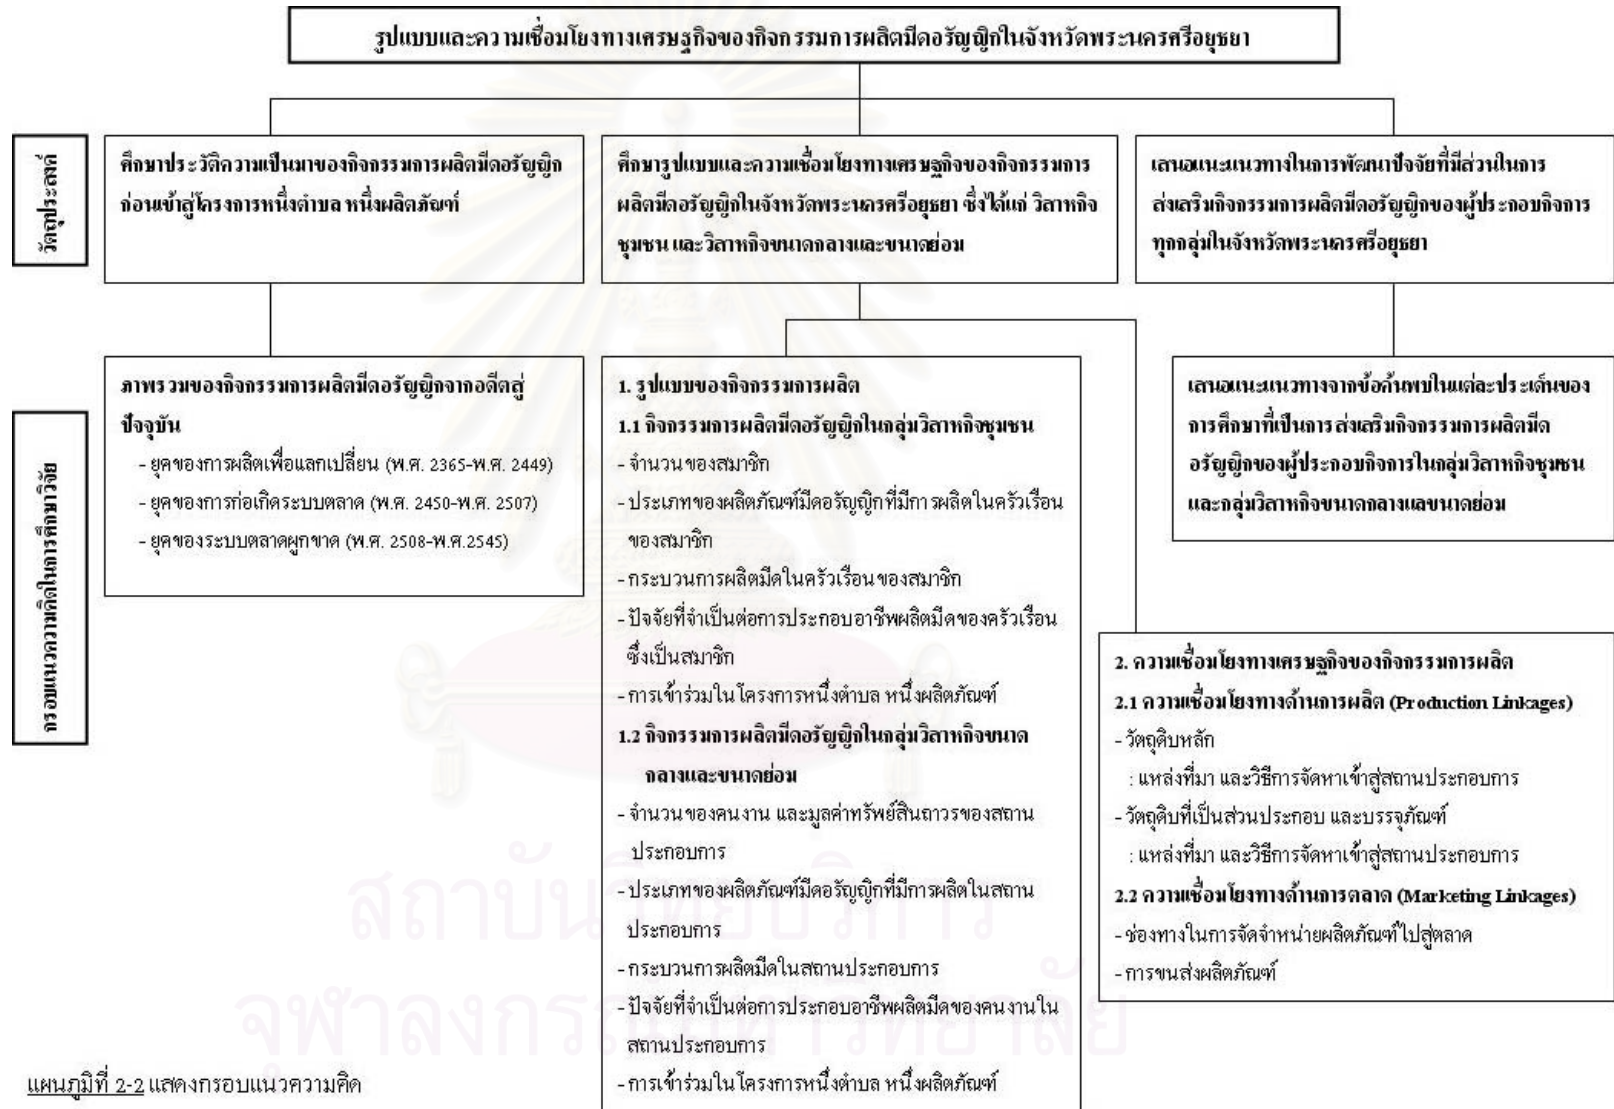 รูปแบบและความเชื่อมโยงทางเศรษฐกิจของกิจกรรมการผลิตมีดอรัญญิกในจังหวัดพระนครศรีอยุธยา
วัตถุประสงค์
ศึกษาประวัติความเป็นมาของกิจกรรมการผลิตมีดอรัญญิก
ก่อนเข้าสู่โครงการหนึ่งตำบล หนึ่งผลิตภัณฑ์
ศึกษารูปแบบและความเชื่อมโยงทางเศรษฐกิจของกิจกรรมการ
ผลิตมีดอรัญญิกในจังหวัดพระนครศรีอยุธยา ซึ่งได้แก่ วิสาหกิจ
ชุมชน และวิสาหกิจขนาดกลางและขนาดย่อม
เสนอแนะแนวทางในการพัฒนาปัจจัยที่มีส่วนในการ
ส่งเสริมกิจกรรมการผลิตมีดอรัญญิกของผู้ประกอบกิจการ
ทุกกลุ่มในจังหวัดพระนครศรีอยุธยา
กรอบแนวความคิดในการศึกษาวิจัย
ภาพรวมของกิจกรรมการผลิตมีดอรัญญิกจากอดีตสู่
ปัจจุบัน
- ยุคของการผลิตเพื่อแลกเปลี่ยน (พ.ศ. 2365-พ.ศ. 2449)
- ยุคของการก่อเกิดระบบตลาด (พ.ศ. 2450-พ.ศ. 2507)
- ยุคของระบบตลาดผูกขาด (พ.ศ. 2508-พ.ศ.2545)
1. รูปแบบของกิจกรรมการผลิต
1.1 กิจกรรมการผลิตมีดอรัญญิกในกลุ่มวิสาหกิจชุมชน
- จำนวนของสมาชิก
- ประเภทของผลิตภัณฑ์มีดอรัญญิกที่มีการผลิตในครัวเรือน
ของสมาชิก
- กระบวนการผลิตมีดในครัวเรือนของสมาชิก
- ปัจจัยที่จำเป็นต่อการประกอบอาชีพผลิตมีดของครัวเรือน
ซึ่งเป็นสมาชิก
- การเข้าร่วมในโครงการหนึ่งตำบล หนึ่งผลิตภัณฑ์
1.2 กิจกรรมการผลิตมีดอรัญญิกในกลุ่มวิสาหกิจขนาด
กลางและขนาดย่อม
- จำนวนของคนงาน และมูลค่าทรัพย์สินถาวรของสถาน
ประกอบการ
- ประเภทของผลิตภัณฑ์มีดอรัญญิกที่มีการผลิตในสถาน
ประกอบการ
- กระบวนการผลิตมีดในสถานประกอบการ
- ปัจจัยที่จำเป็นต่อการประกอบอาชีพผลิตมีดของคนงานใน
สถานประกอบการ
- การเข้าร่วมในโครงการหนึ่งตำบล หนึ่งผลิตภัณฑ์
เสนอแนะแนวทางจากข้อค้นพบในแต่ละประเด็นของ
การศึกษาที่เป็นการส่งเสริมกิจกรรมการผลิตมีด
อรัญญิกของผู้ประกอบกิจการในกลุ่มวิสาหกิจชุมชน
และกลุ่มวิสาหกิจขนาดกลางแลขนาดย่อม
2. ความเชื่อมโยงทางเศรษฐกิจของกิจกรรมการผลิต
2.1 ความเชื่อมโยงทางด้านการผลิต (Production Linkages)
- วัตถุดิบหลัก
: แหล่งที่มา และวิธีการจัดหาเข้าสู่สถานประกอบการ
- วัตถุดิบที่เป็นส่วนประกอบ และบรรจุภัณฑ์
: แหล่งที่มา และวิธีการจัดหาเข้าสู่สถานประกอบการ
2.2 ความเชื่อมโยงทางด้านการตลาด (Marketing Linkages)
- ช่องทางในการจัดจำหน่ายผลิตภัณฑ์ไปสู่ตลาด
- การขนส่งผลิตภัณฑ์
สถาบันวิทยบริการ
จุฬาลงกรณ์มหาวิทยาลัย
แผนภูมิที่ 2-2 แสดงกรอบแนวความคิด